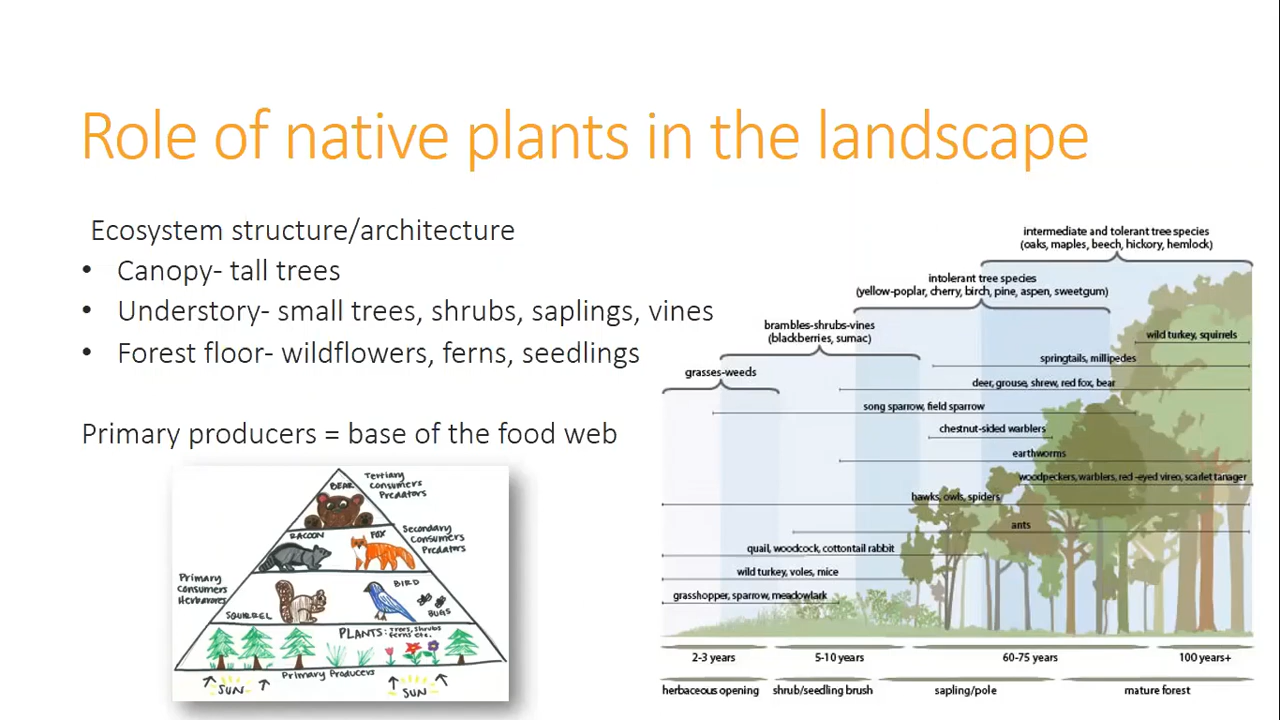 Role of native plants in the landscape
Ecosystem structure/architecture
• Canopy- tall trees
• Understory- small trees, shrubs, saplings, vines
• Forest floor- wildflowers, ferns, seedlings
Primary producers = base of the food web
BEAR
Tertiary
Consumers
Predators
RACOON
FOX
Secondary
Consumers
Predators
Primary
Consumers
Herbavores
SQUIRREL
BIRD
BUGS
PLANTS: Trees, shrubs
ferns etc.
Primary Producers
SUN
SUN
intermediate and tolerant tree species
(oaks, maples, beech, hickory, hemlock)
intolerant tree species
(yellow-poplar, cherry, birch, pine, aspen, sweetgum)
brambles-shrubs-vines
(blackberries, sumac)
grasses-weeds
wild turkey, squirrels
springtails, millipedes
deer, grouse, shrew, red fox, bear
song sparrow, field sparrow
chestnut-sided warblers
earthworms
woodpeckers, warblers, red-eyed vireo, scarlet tanager
hawks, owls, spiders
ants
quail, woodcock, cottontail rabbit
wild turkey, voles, mice
grasshopper, sparrow, meadowlark
2-3 years
5-10 years
60-75 years
100 years+
herbaceous opening
shrub/seedling brush
sapling/pole
mature forest